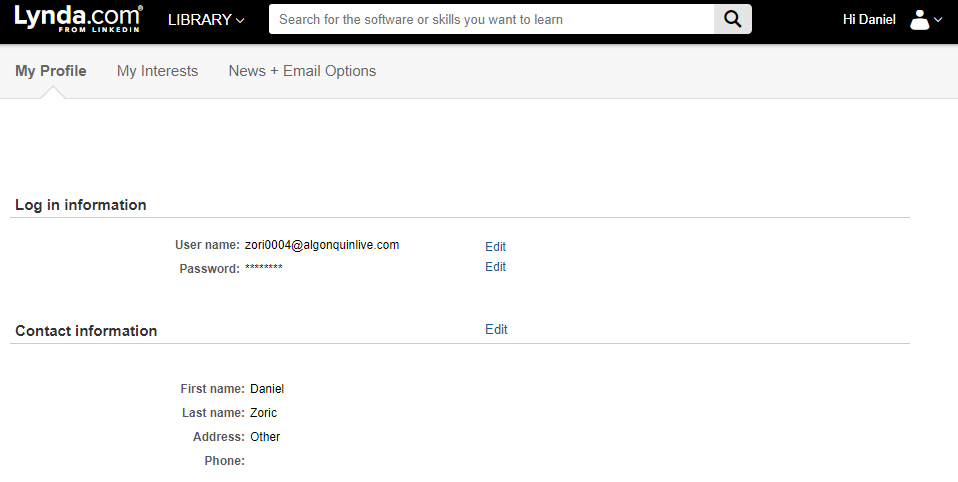 Lynda.com® LIBRARY Search for the software or skills you want to learn Hi Daniel
FROM LINKEDIN
My Profile My Interests News + Email Options
Log in information
User name: zori0004@algonquinlive.com Edit
Password: ******** Edit
Contact information Edit
First name: Daniel
Last name: Zoric
Address: Other
Phone: